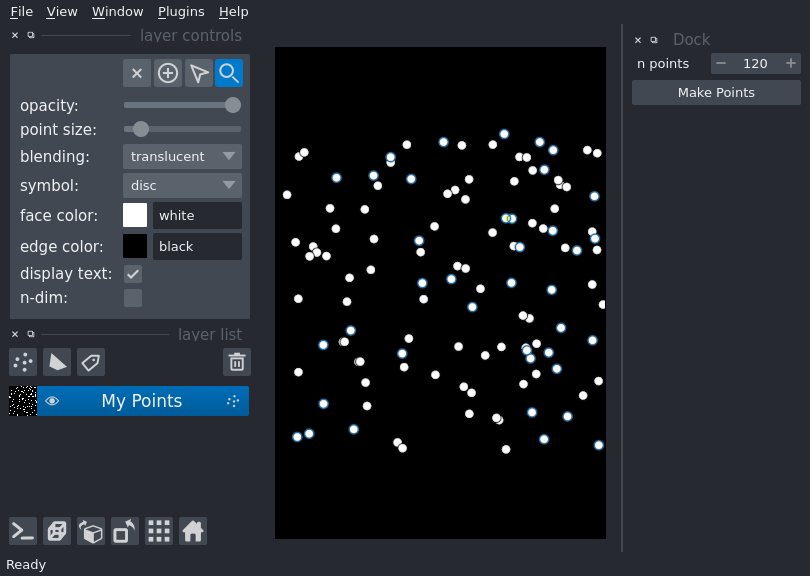 File View Window Plugins Help
layer controls
opacity:
point size:
blending: translucent
symbol: disc
face color: white
edge color: black
display text:
n-dim:
layer list
My Points
Ready
Dock
n points 120
Make Points